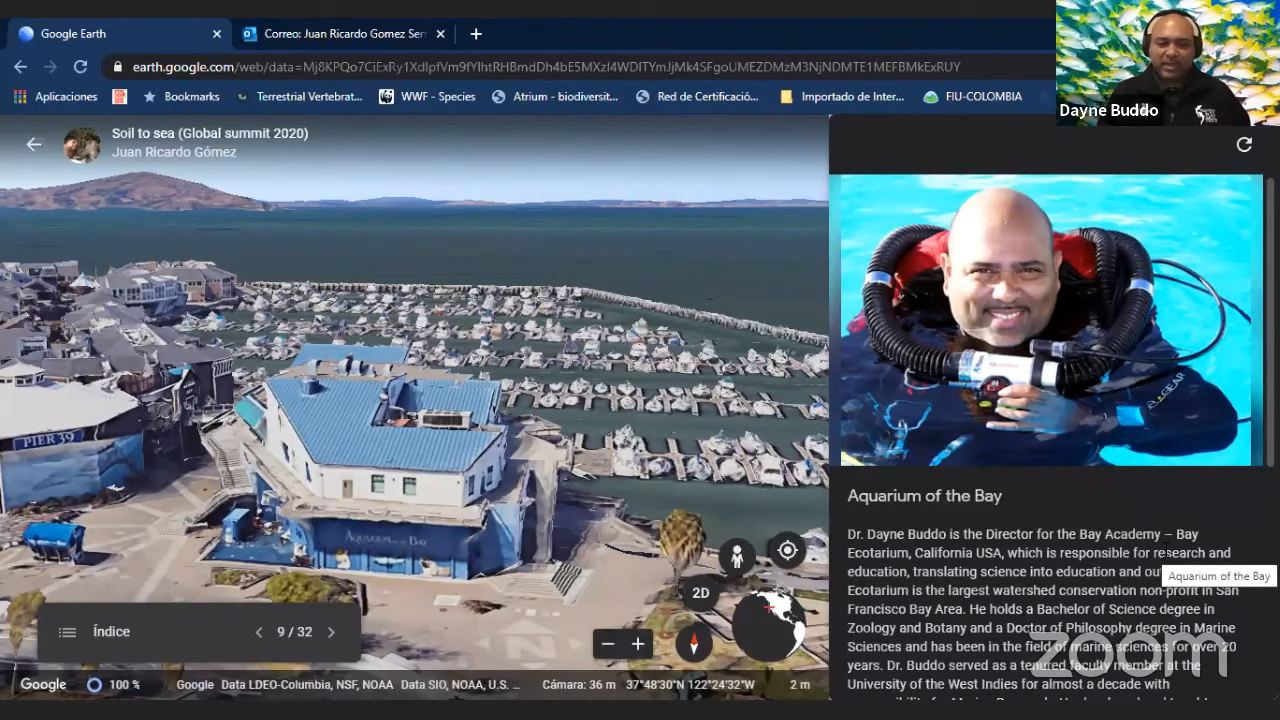 Google Earth
Correo: Juan Ricardo Gomez Ser
earth.google.com/web/data=
Aplicaciones
Bookmarks
Terrestrial Vertebrat...
WWF - Species
Atrium - biodiversit...
Red de Certificació...
Importado de Inter...
FIU-COLOMBIA
Dayne Buddo
Soil to sea (Global summit 2020)
Juan Ricardo Gómez
PIER 39
AQUARIUM OF THE BAY
Aquarium of the Bay
Dr. Dayne Buddo is the Director for the Bay Academy – Bay
Ecotarium, California USA, which is responsible for research and
education, translating science into education and
Aquarium of the Bay
Ecotarium is the largest watershed conservation non-profit in San
Francisco Bay Area. He holds a Bachelor of Science degree in
Zoology and Botany and a Doctor of Philosophy degree in Marine
Sciences and has been in the field of marine sciences for over 20
years. Dr. Buddo served as a tenured faculty member at the
University of the West Indies for almost a decade with
zoom
2D
Índice
9 / 32
Google
100 %
Google
Data LDEO-Columbia, NSF, NOAA Data SIO, NOAA, U.S. ...
Cámara: 36 m
37°48'30"N 122°24'32"W
2 m